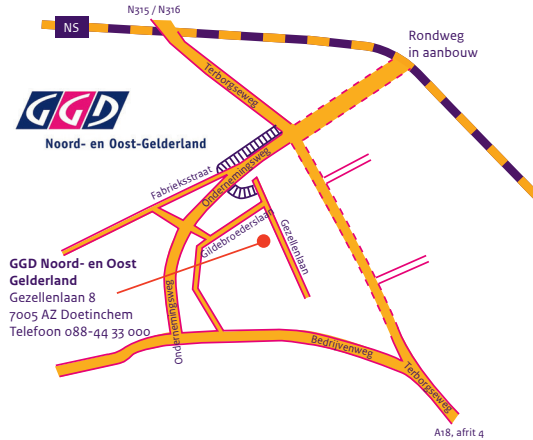 N315 / N316
NS
Rondweg
in aanbouw
Terborgseweg
GGD
Noord- en Oost-Gelderland
Fabrieksstraat
Ondernemingsweg
Gildebroederslaan
Gezellenlaan
GGD Noord- en Oost
Gelderland
Gezellenlaan 8
7005 AZ Doetinchem
Telefoon 088-44 33 000
Ondernemingsweg
Bedrijvenweg
Terborgseweg
A18, afrit 4